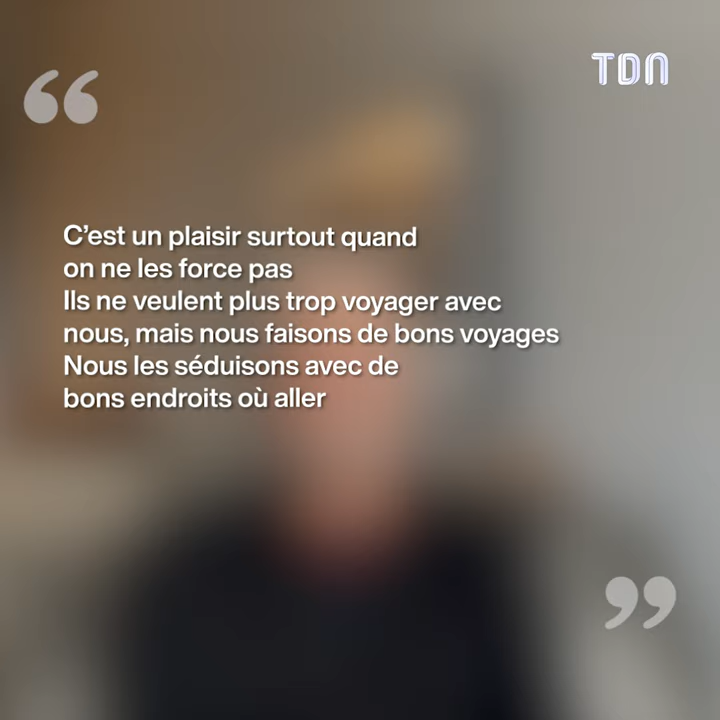 TDN
“
C’est un plaisir surtout quand
on ne les force pas
Ils ne veulent plus trop voyager avec
nous, mais nous faisons de bons voyages
Nous les séduisons avec de
bons endroits où aller
”